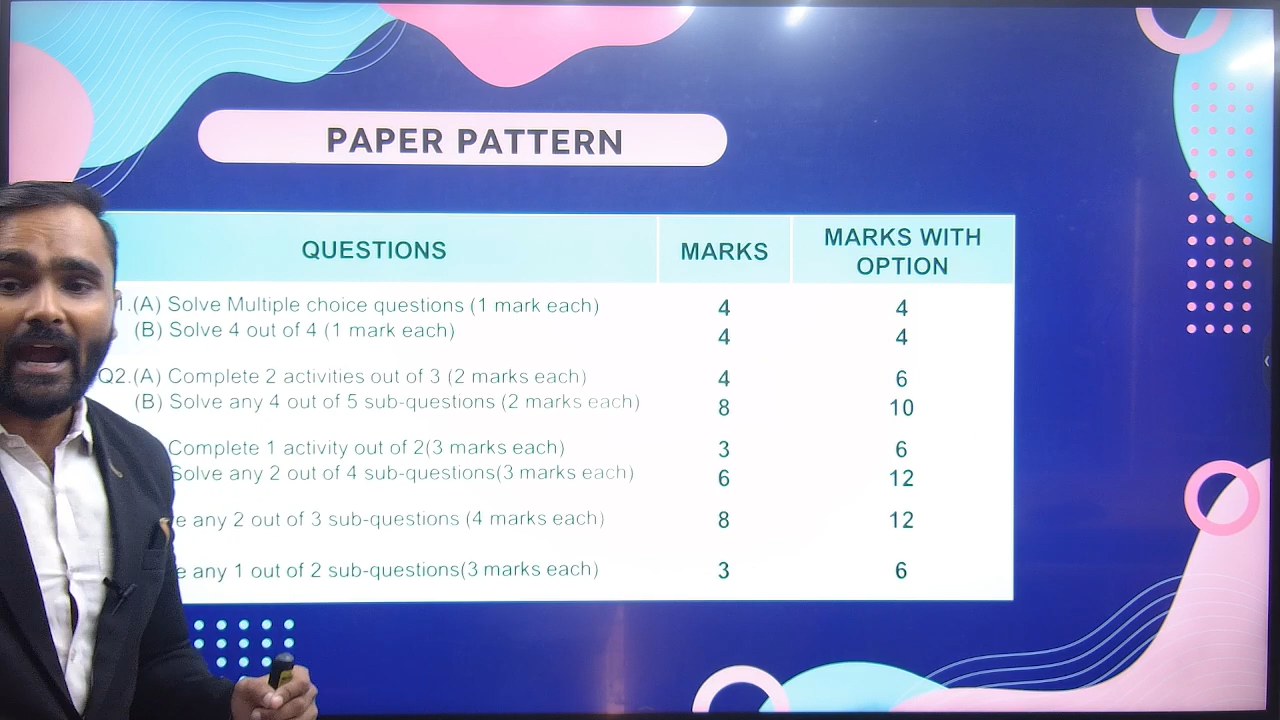 PAPER PATTERN
QUESTIONS MARKS MARKS WITH OPTION
1.(A) Solve Multiple choice questions (1 mark each) 4 4
(B) Solve 4 out of 4 (1 mark each) 4 4
Q2.(A) Complete 2 activities out of 3 (2 marks each) 4 6
(B) Solve any 4 out of 5 sub-questions (2 marks each) 8 10
Complete 1 activity out of 2(3 marks each) 3 6
Solve any 2 out of 4 sub-questions(3 marks each) 6 12
e any 2 out of 3 sub-questions (4 marks each) 8 12
e any 1 out of 2 sub-questions(3 marks each) 3 6